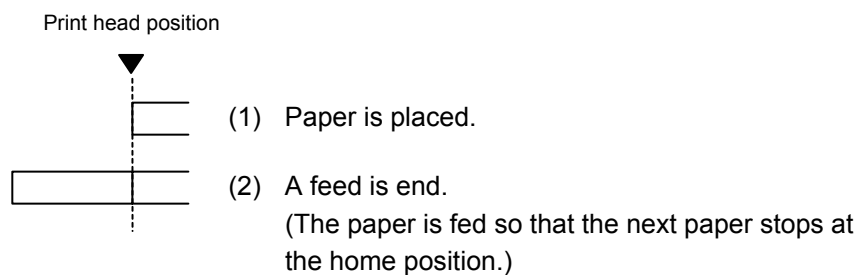 Print head position
(1) Paper is placed.
(2) A feed is end.
(The paper is fed so that the next paper stops at
the home position.)